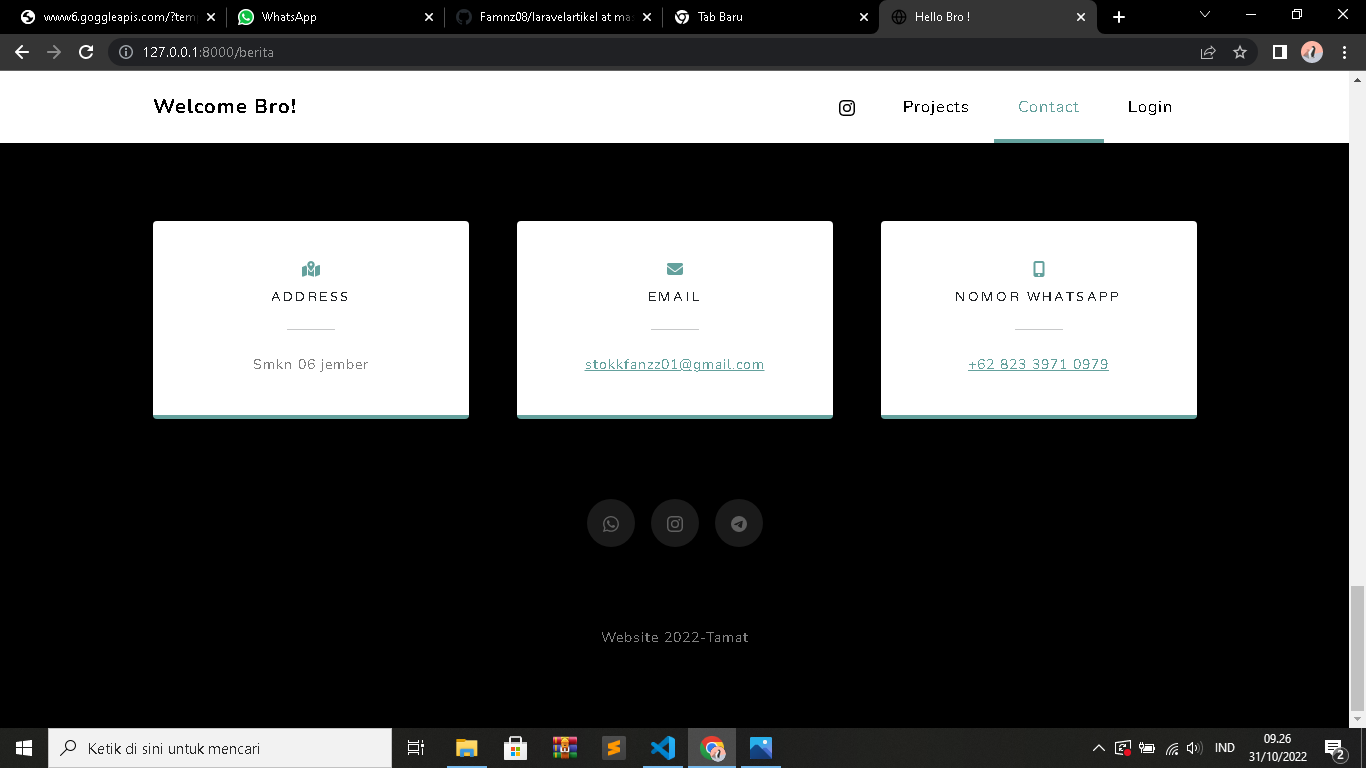 www6.goggleapis.com/?tem
WhatsApp
Famnz08/laravelartikel at mas
Tab Baru
Hello Bro !
127.0.0.1:8000/berita
Welcome Bro!
Projects
Contact
Login
ADDRESS
EMAIL
NOMOR WHATSAPP
Smkn 06 jember
stokkfanzz01@gmail.com
+62 823 3971 0979
Website 2022-Tamat
Ketik di sini untuk mencari
IND
09.26
31/10/2022
2